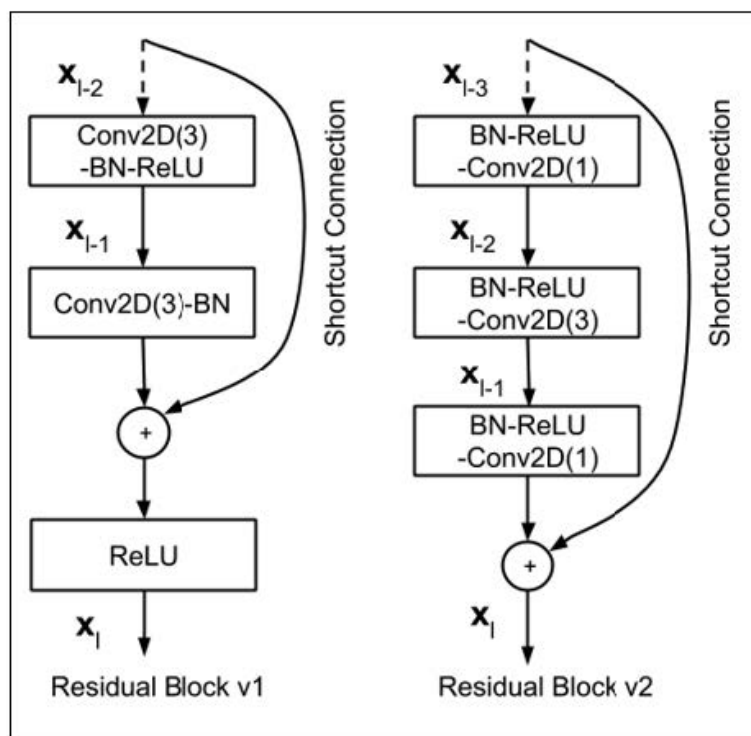 x_{l-2}
Conv2D(3)
-BN-ReLU
x_{l-1}
Conv2D(3)-BN
+
ReLU
x_l
Residual Block v1
Shortcut Connection
x_{l-3}
BN-ReLU
-Conv2D(1)
x_{l-2}
BN-ReLU
-Conv2D(3)
x_{l-1}
BN-ReLU
-Conv2D(1)
+
x_l
Residual Block v2
Shortcut Connection